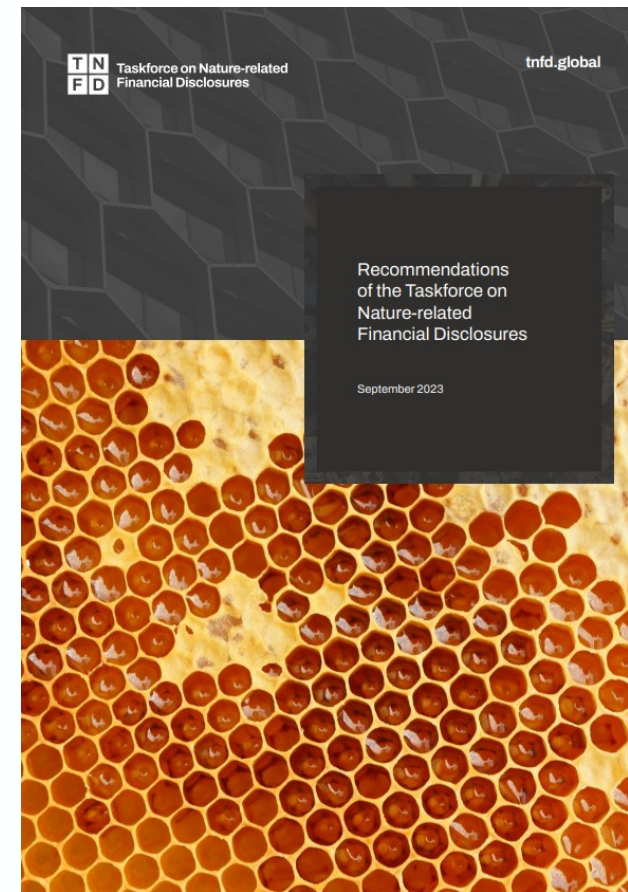 T N
F D
Taskforce on Nature-related
Financial Disclosures
tnfd.global
Recommendations
of the Taskforce on
Nature-related
Financial Disclosures
September 2023